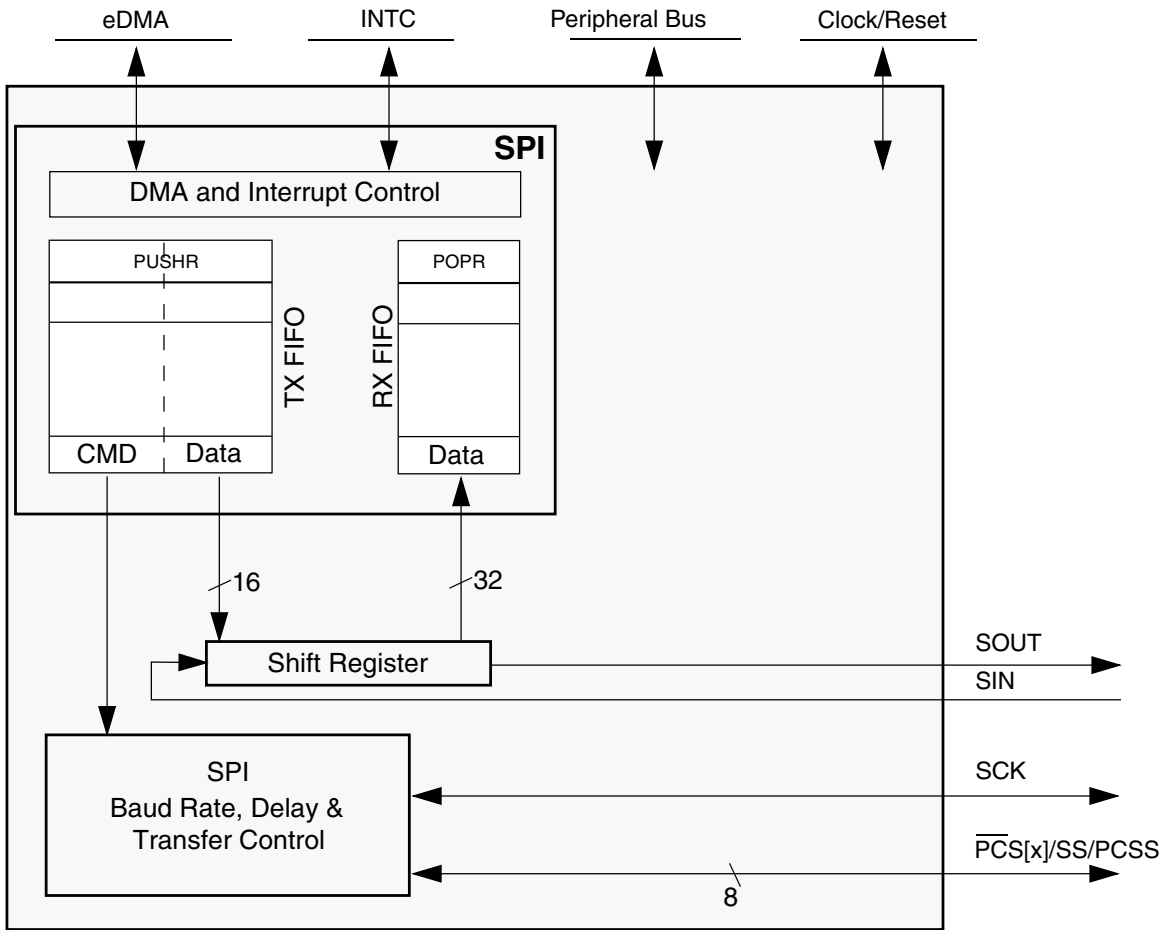 eDMA
INTC
Peripheral Bus
Clock/Reset
SPI
DMA and Interrupt Control
PUSHR
POPR
TX FIFO
RX FIFO
CMD
Data
Data
16
32
Shift Register
SOUT
SIN
SPI
Baud Rate, Delay &
Transfer Control
SCK
PCS[x]/SS/PCSS
8